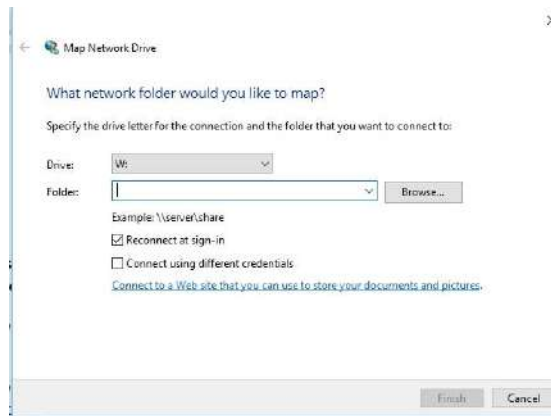 Map Network Drive
What network folder would you like to map?
Specify the drive letter for the connection and the folder that you want to connect to:
Drive: W:
Folder: Browse...
Example: \\server\share
Reconnect at sign-in
Connect using different credentials
Connect to a Web site that you can use to store your documents and pictures.
Finish Cancel